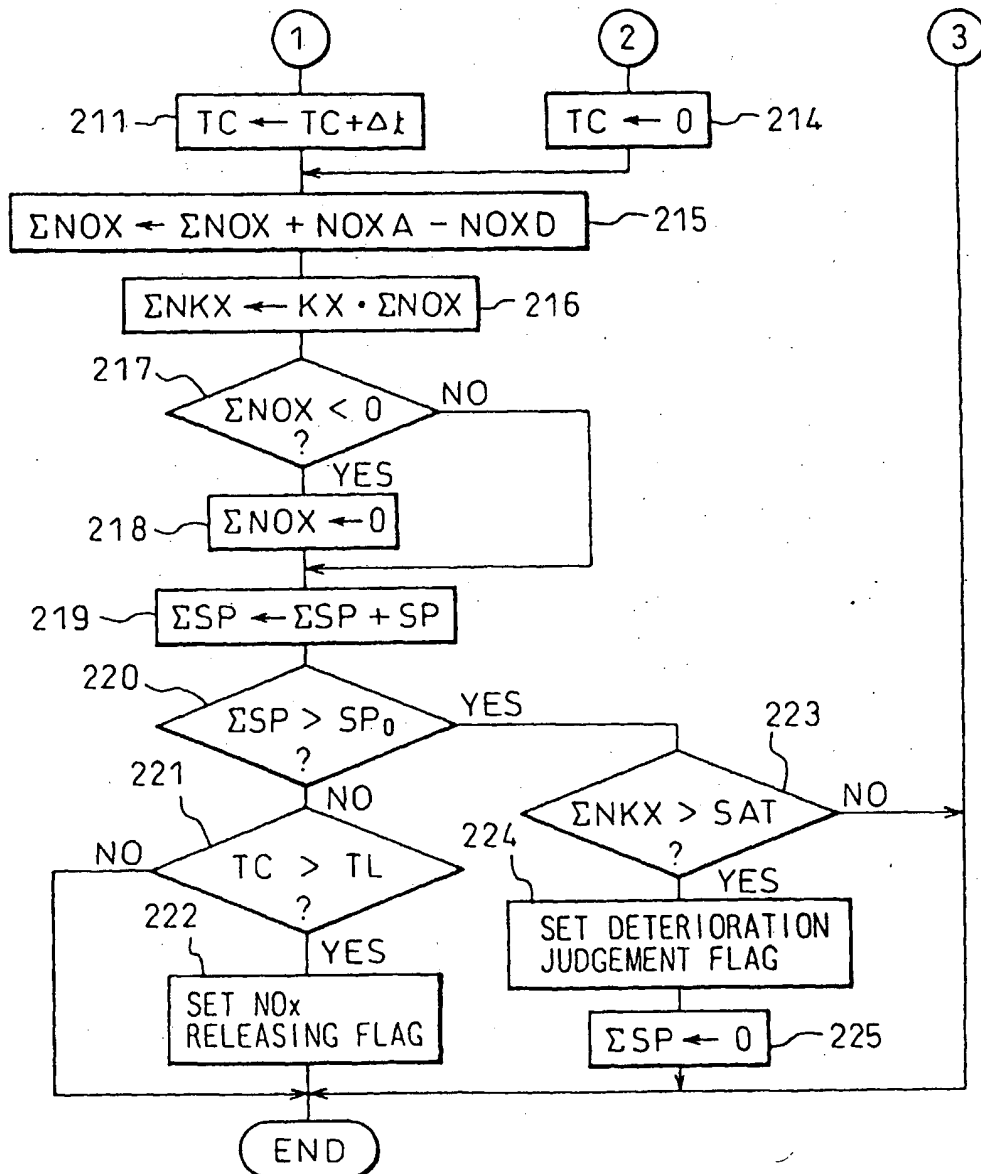 1
2
3
211
TC ← TC+Δt
TC ← 0
214
ΣNOX ← ΣNOX + NOXA − NOXD
215
ΣNKX ← KX · ΣNOX
216
217
ΣNOX < 0
?
NO
YES
218
ΣNOX ← 0
219
ΣSP ← ΣSP + SP
220
ΣSP > SP₀
?
YES
NO
223
ΣNKX > SAT
?
NO
YES
221
NO
TC > TL
?
YES
224
SET DETERIORATION
JUDGEMENT FLAG
222
SET NOx
RELEASING FLAG
ΣSP ← 0
225
END